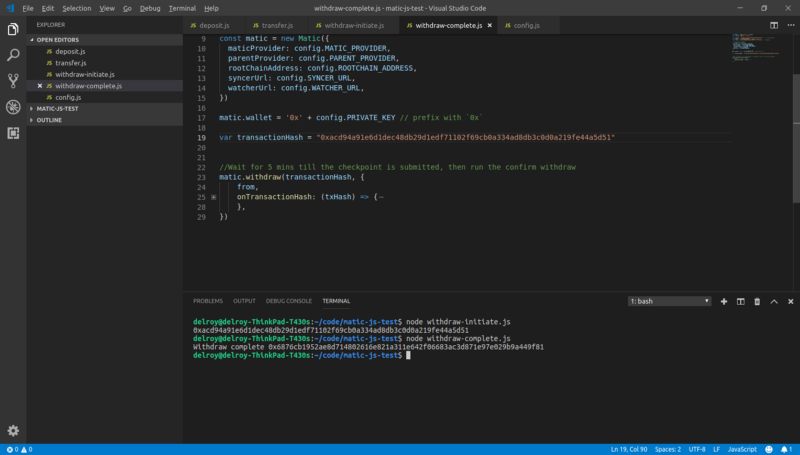 File Edit Selection View Go Debug Terminal Help
withdraw-complete.js - matic-js-test - Visual Studio Code
EXPLORER
OPEN EDITORS
deposit.js
transfer.js
withdraw-initiate.js
withdraw-complete.js
config.js
MATIC-JS-TEST
OUTLINE
JS deposit.js JS transfer.js JS withdraw-initiate.js JS withdraw-complete.js JS config.js
9 const matic = new Matic({
10 maticProvider: config.MATIC_PROVIDER,
11 parentProvider: config.PARENT_PROVIDER,
12 rootChainAddress: config.ROOTCHAIN_ADDRESS,
13 syncerUrl: config.SYNCER_URL,
14 watcherUrl: config.WATCHER_URL,
15 })
16
17 matic.wallet = '0x' + config.PRIVATE_KEY // prefix with `0x`
18
19 var transactionHash = "0xacd94a91e6d1dec48db29d1edf71102f69cb0a334ad8db3c0d0a219fe44a5d51"
20
21
22 //Wait for 5 mins till the checkpoint is submitted, then run the confirm withdraw
23 matic.withdraw(transactionHash, {
24 from,
25 onTransactionHash: (txHash) => {⋯
28 },
29 })
PROBLEMS OUTPUT DEBUG CONSOLE TERMINAL
1: bash
delroy@delroy-ThinkPad-T430s:~/code/matic-js-test$ node withdraw-initiate.js
0xacd94a91e6d1dec48db29d1edf71102f69cb0a334ad8db3c0d0a219fe44a5d51
delroy@delroy-ThinkPad-T430s:~/code/matic-js-test$ node withdraw-complete.js
Withdraw complete 0x6876cb1952ae8d714802616e821a311e642f06683ac3d871e97e029b9a449f81
delroy@delroy-ThinkPad-T430s:~/code/matic-js-test$
0 0
Ln 19, Col 90 Spaces: 2 UTF-8 LF JavaScript 1